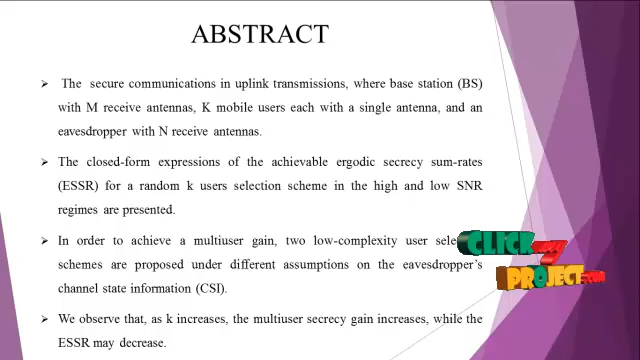 ABSTRACT
The secure communications in uplink transmissions, where base station (BS)
with M receive antennas, K mobile users each with a single antenna, and an
eavesdropper with N receive antennas.
The closed-form expressions of the achievable ergodic secrecy sum-rates
(ESSR) for a random k users selection scheme in the high and low SNR
regimes are presented.
In order to achieve a multiuser gain, two low-complexity user
schemes are proposed under different assumptions on the eavesdropper's
channel state information (CSI).
We observe that, as k increases, the multiuser secrecy gain increases, while the
ESSR may decrease.
CLICK
MY
PROJECT.COM